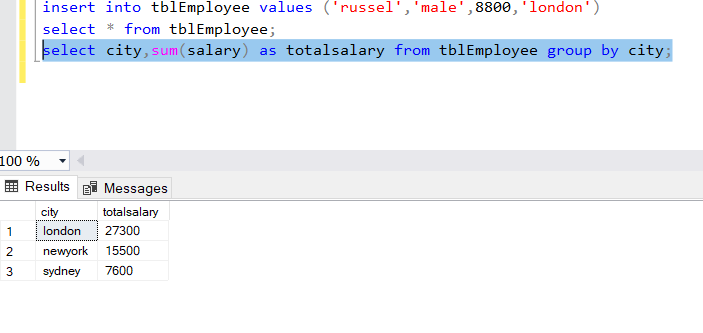 insert into tblEmployee values ('russel','male',8800,'london')
select * from tblEmployee;
select city,sum(salary) as totalsalary from tblEmployee group by city;
100 %
Results Messages
city totalsalary
1 london 27300
2 newyork 15500
3 sydney 7600